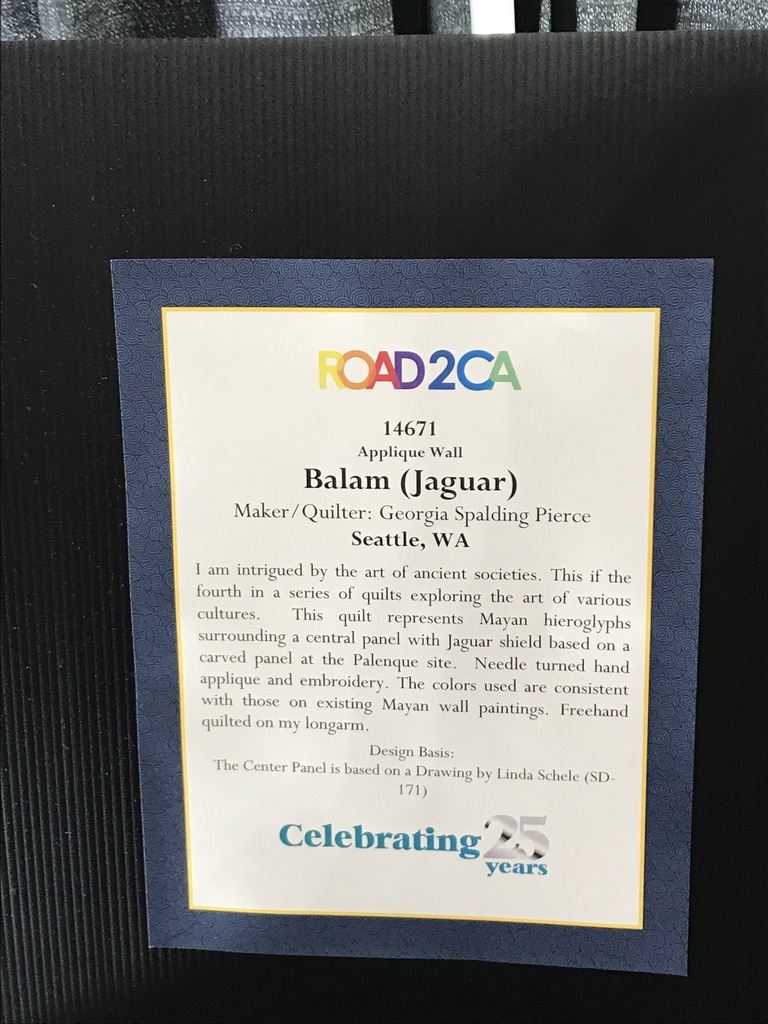 ROAD2CA
14671
Applique Wall
Balam (Jaguar)
Maker/Quilter: Georgia Spalding Pierce
Seattle, WA
I am intrigued by the art of ancient societies. This if the
fourth in a series of quilts exploring the art of various
cultures. This quilt represents Mayan hieroglyphs
surrounding a central panel with Jaguar shield based on a
carved panel at the Palenque site. Needle turned hand
applique and embroidery. The colors used are consistent
with those on existing Mayan wall paintings. Freehand
quilted on my longarm.
Design Basis:
The Center Panel is based on a Drawing by Linda Schele (SD-
171)
Celebrating 25
years